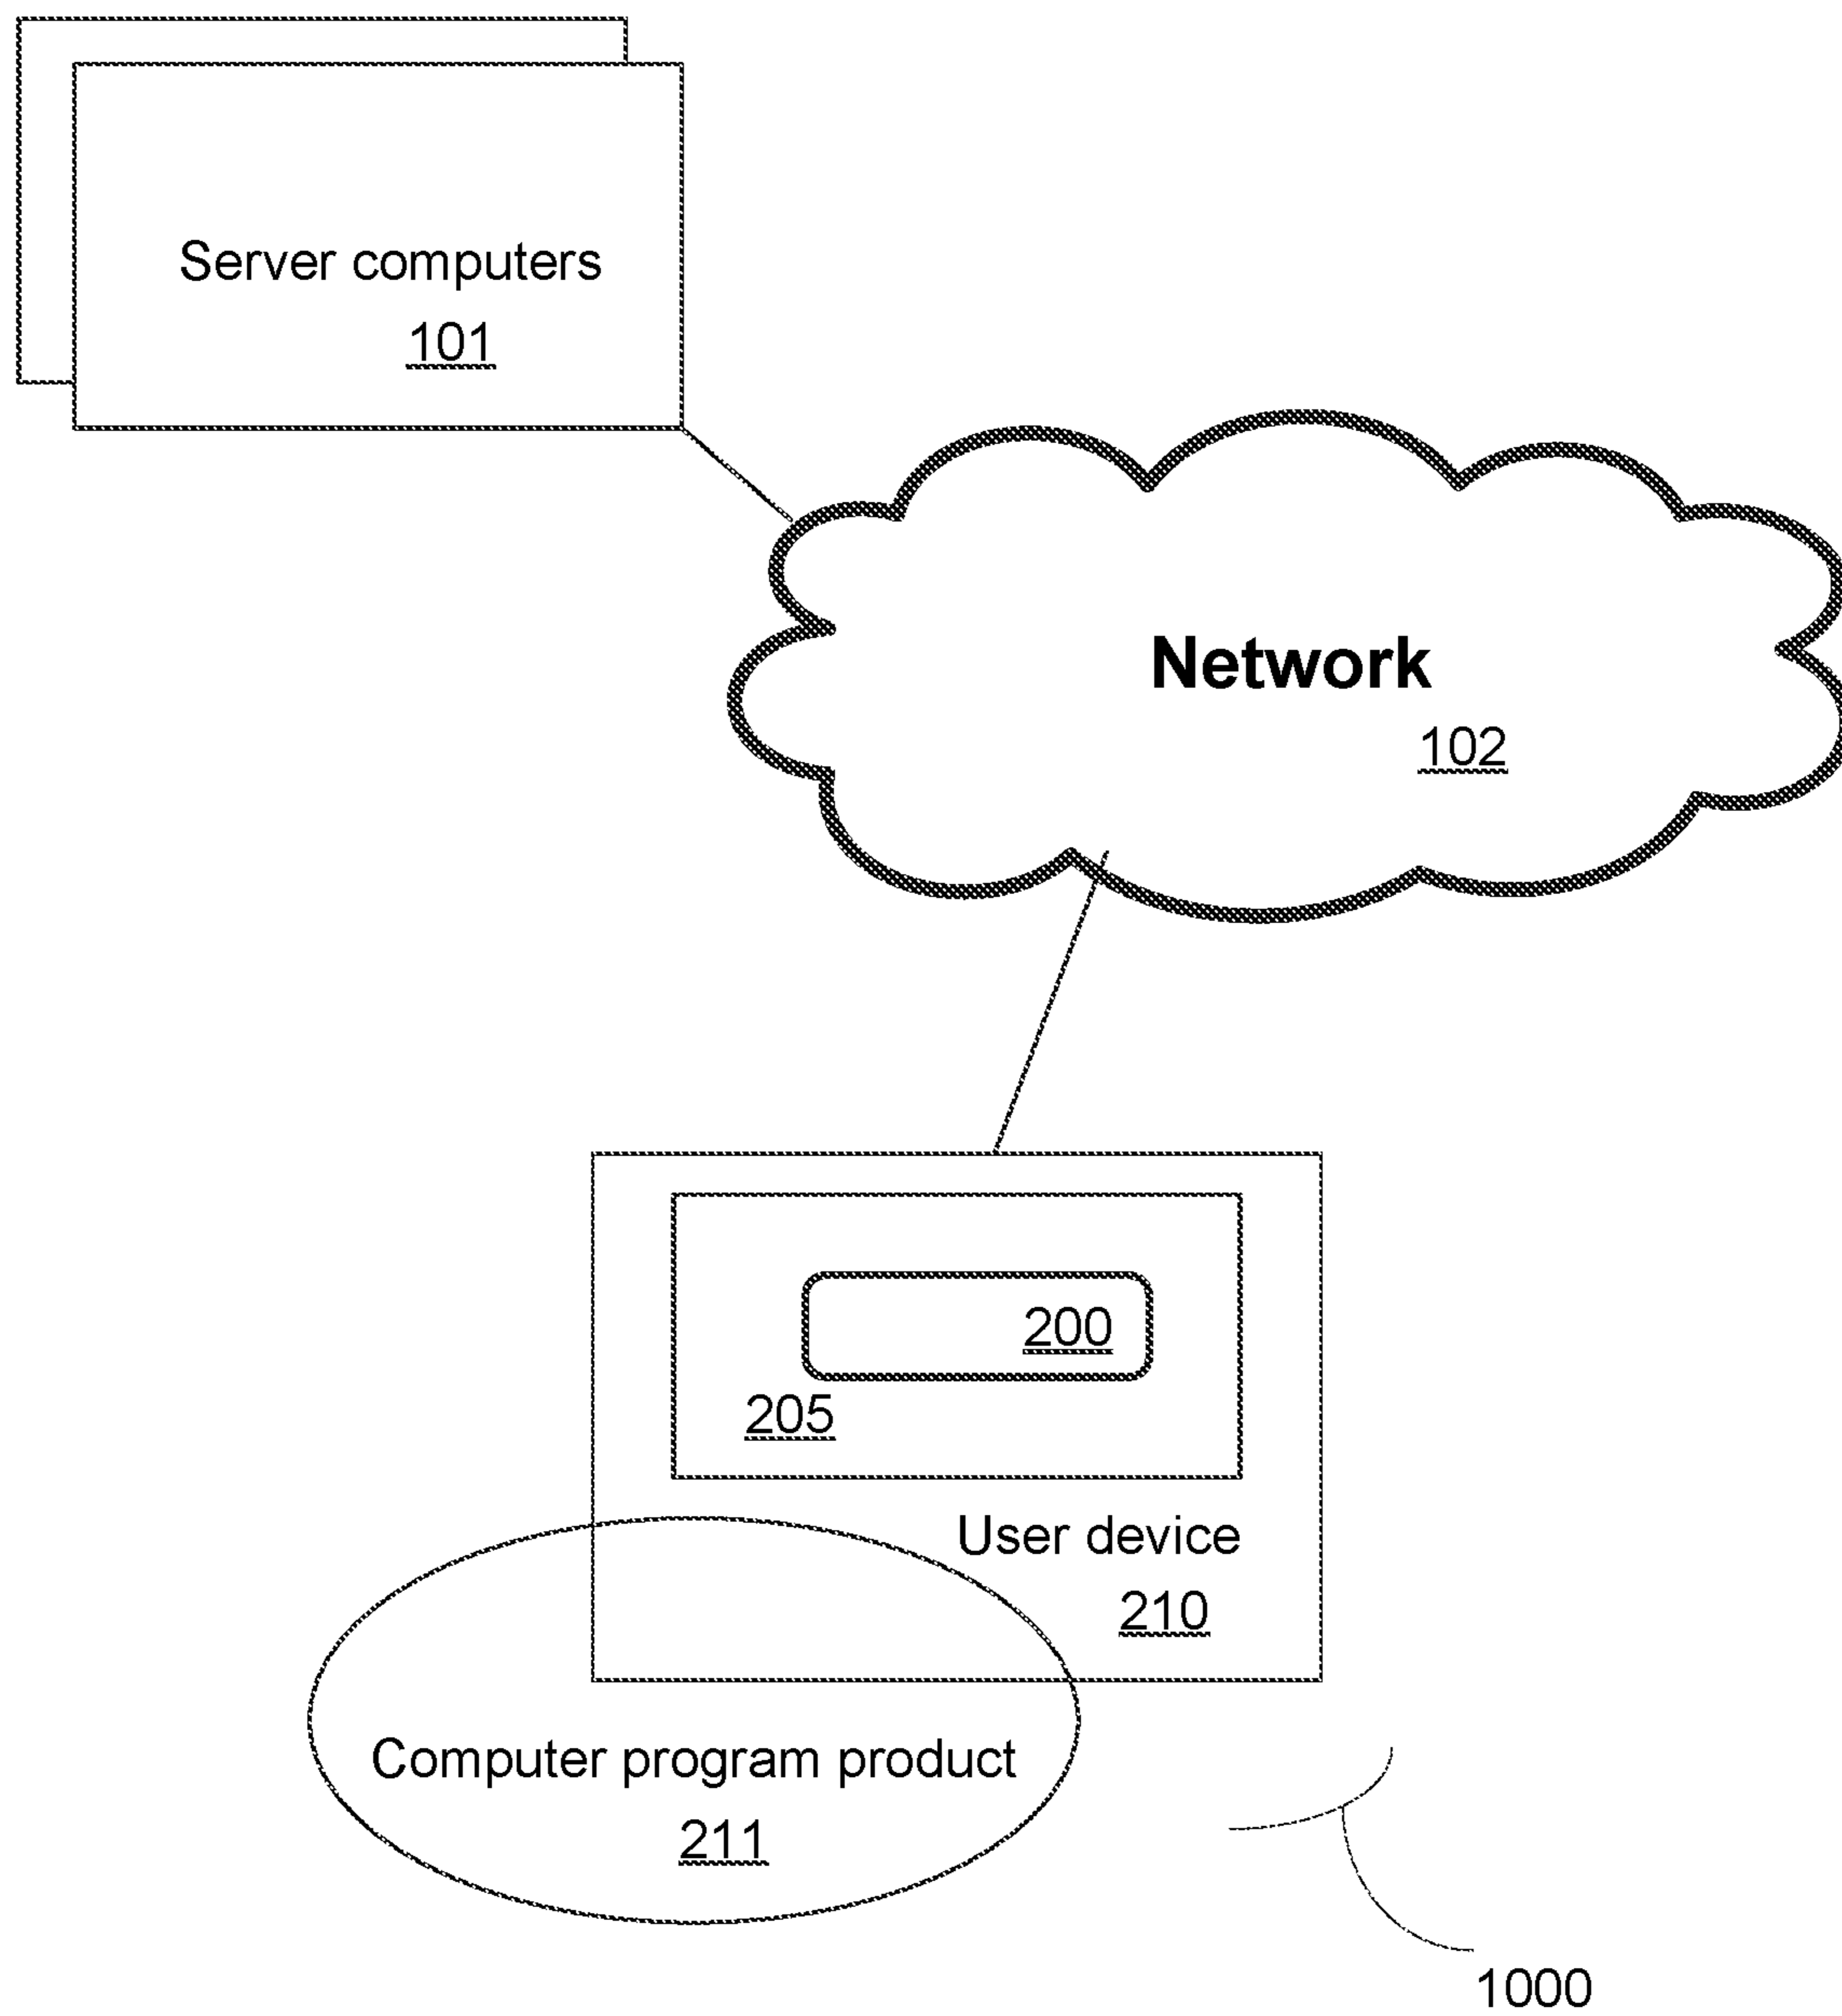 Server computers
101
Network
102
200
205
User device
210
Computer program product
211
1000